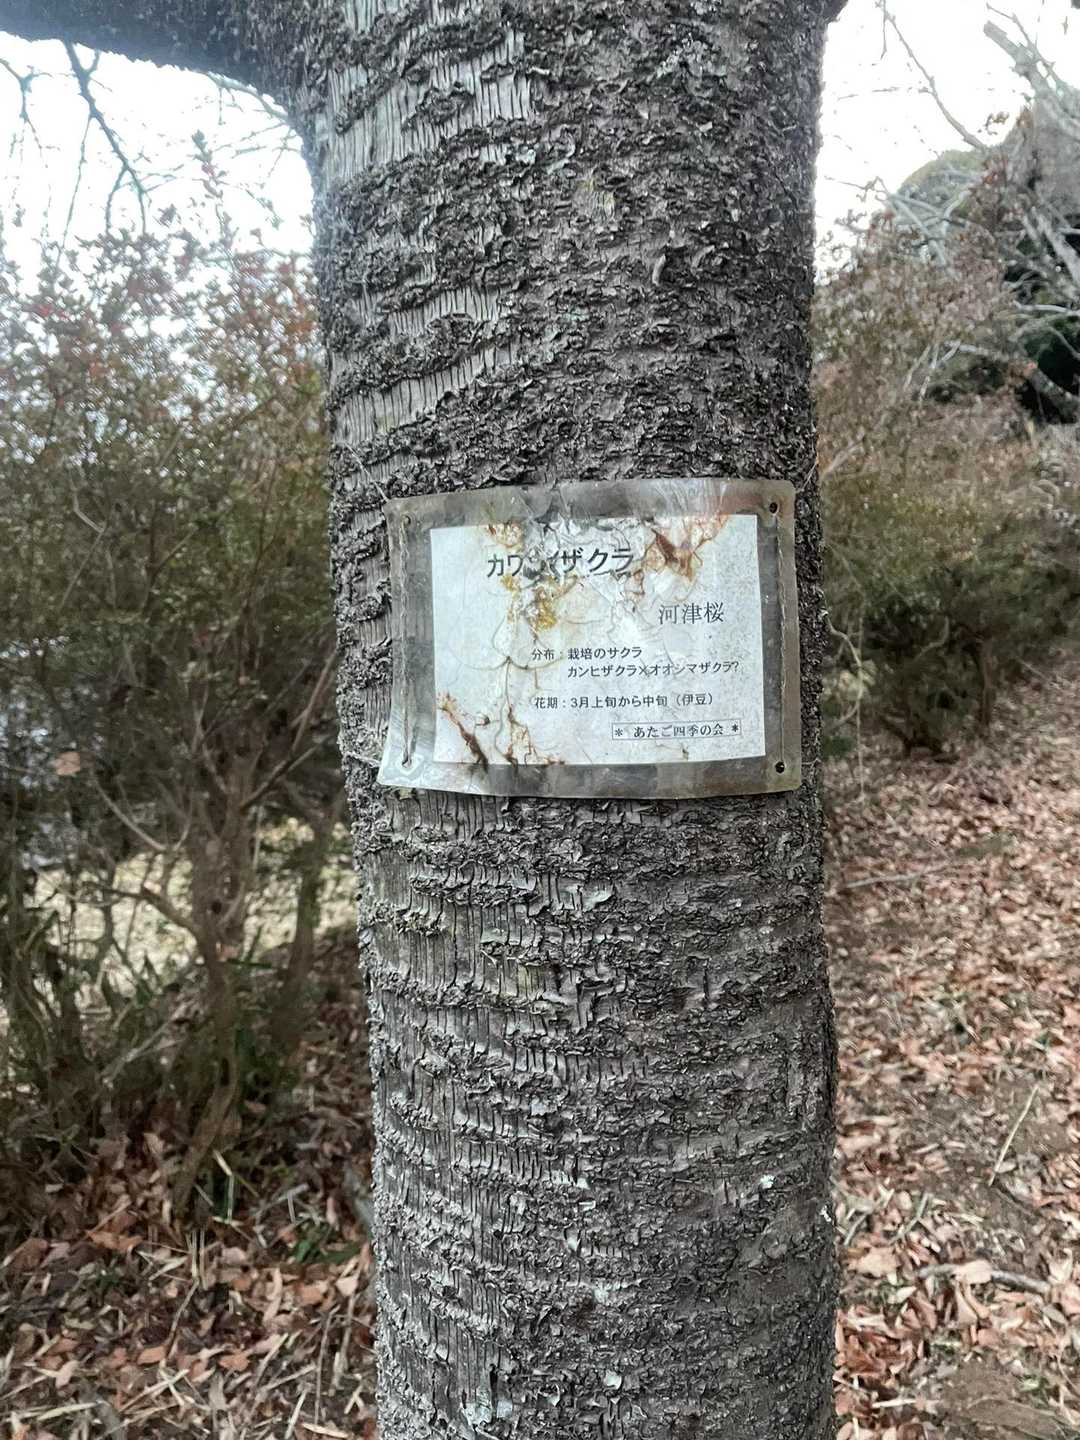 カワヅザクラ
河津桜
分布：栽培のサクラ
カンヒザクラ×オオシマザクラ?
花期：3月上旬から中旬（伊豆）
* あたご四季の会 *